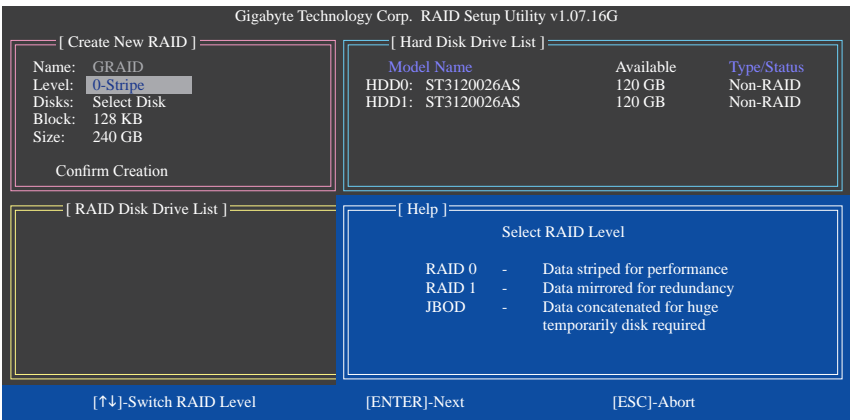 Gigabyte Technology Corp. RAID Setup Utility v1.07.16G
[ Create New RAID ]
Name: GRAID
Level: 0-Stripe
Disks: Select Disk
Block: 128 KB
Size: 240 GB
Confirm Creation
[ Hard Disk Drive List ]
Model Name Available Type/Status
HDD0: ST3120026AS 120 GB Non-RAID
HDD1: ST3120026AS 120 GB Non-RAID
[ RAID Disk Drive List ]
[ Help ]
Select RAID Level
RAID 0 - Data striped for performance
RAID 1 - Data mirrored for redundancy
JBOD - Data concatenated for huge
temporarily disk required
[↑↓]-Switch RAID Level [ENTER]-Next [ESC]-Abort